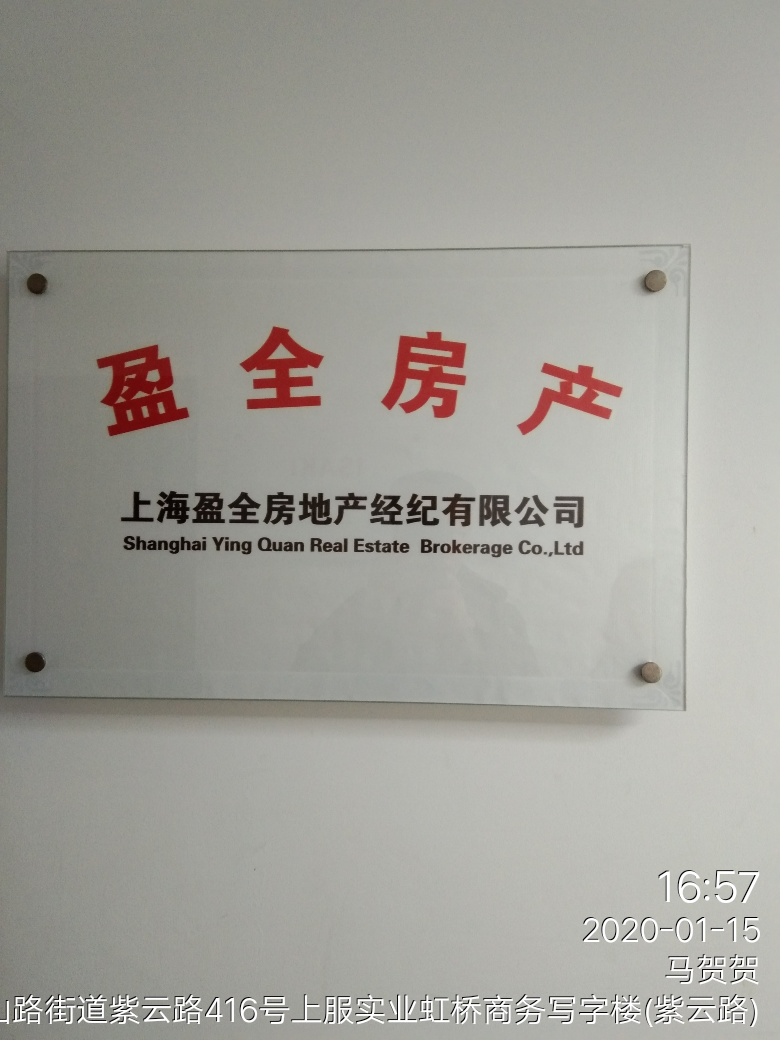 盈全房产
上海盈全房地产经纪有限公司
Shanghai Ying Quan Real Estate Brokerage Co.,Ltd
16:57
2020-01-15
马贺贺
山路街道紫云路416号上服实业虹桥商务写字楼(紫云路)